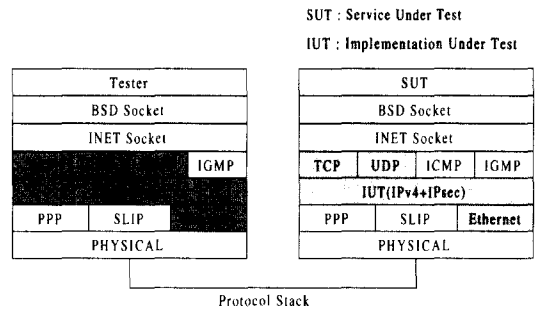 SUT : Service Under Test
IUT : Implementation Under Test
Tester
BSD Socket
INET Socket
IGMP
PPP SLIP
PHYSICAL
SUT
BSD Socket
INET Socket
TCP UDP ICMP IGMP
IUT(IPv4+IPsec)
PPP SLIP Ethernet
PHYSICAL
Protocol Stack